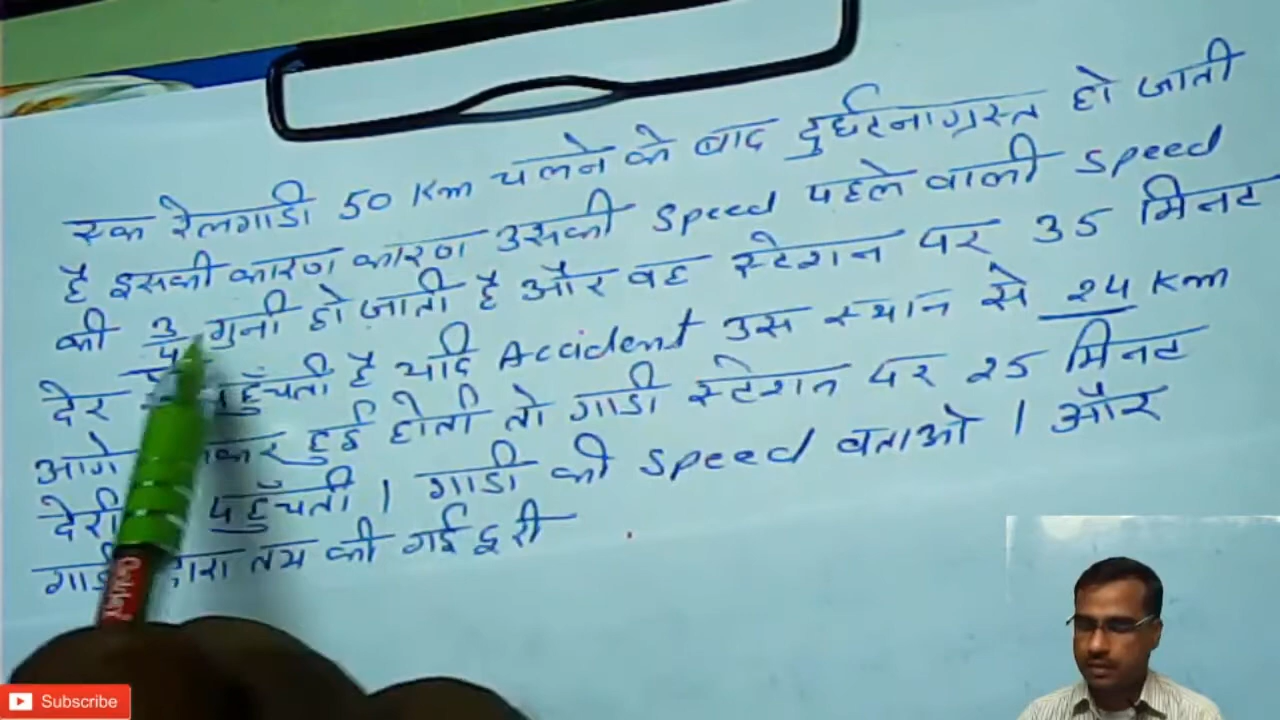 एक रेलगाडी 50 Km चलने के बाद दुर्घटनाग्रस्त हो जाती
है इसकी कारण कारण उसकी Speed पहले वाली Speed
की 3/4 गुनी हो जाती है और वह स्टेशन पर 35 मिनट
देर पहुँचती है यदि Accident उस स्थान से 24 Km
आगे हुई होती तो गाडी स्टेशन पर 25 मिनट
देरी पहुँचती । गाडी की Speed बताओ । और
तय की गई दूरी
Subscribe